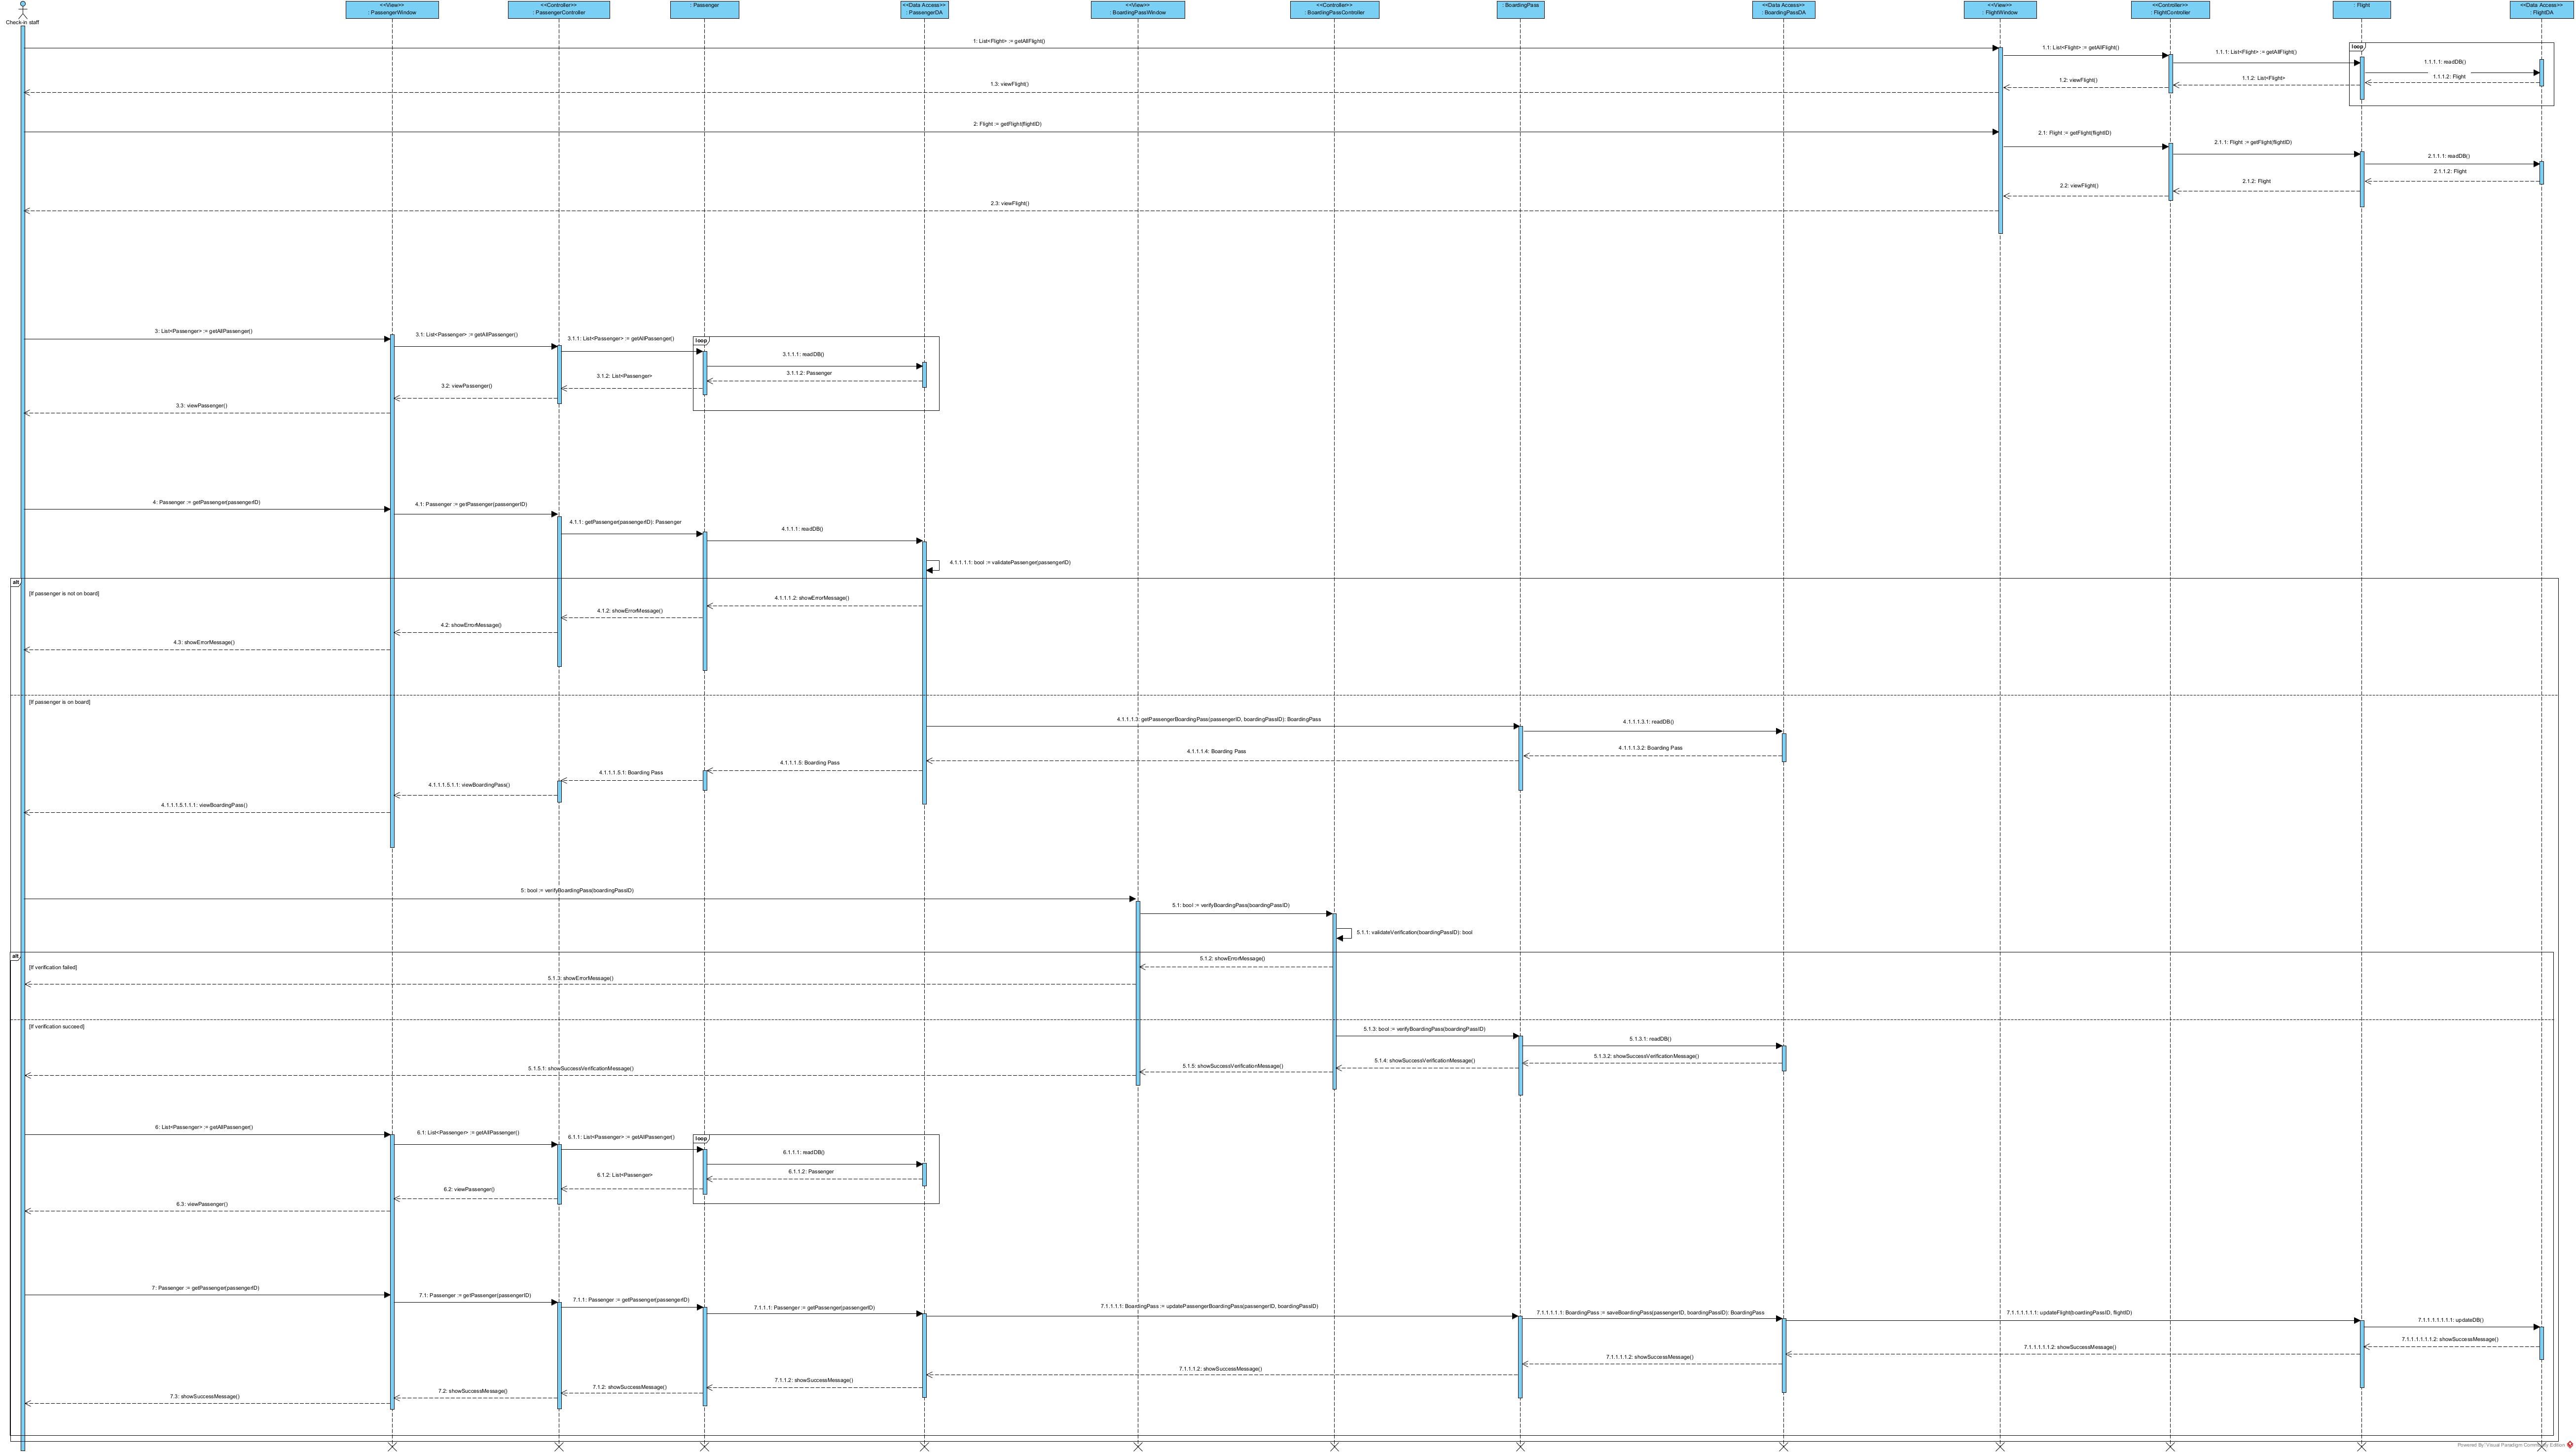 Check-in staff
<<View>>
: PassengerWindow
<<Controller>>
: PassengerController
: Passenger
<<Data Access>>
: PassengerDA
<<View>>
: BoardingPassWindow
<<Controller>>
: BoardingPassController
: BoardingPass
<<Data Access>>
: BoardingPassDA
<<View>>
: FlightWindow
<<Controller>>
: FlightController
: Flight
<<Data Access>>
: FlightDA
1: List<Flight> := getAllFlight()
1.1: List<Flight> := getAllFlight()
1.1.1: List<Flight> := getAllFlight()
loop
1.1.1.1: readDB()
1.1.1.2: Flight
1.1.2: List<Flight>
1.2: viewFlight()
1.3: viewFlight()
2: Flight := getFlight(flightID)
2.1: Flight := getFlight(flightID)
2.1.1: Flight := getFlight(flightID)
2.1.1.1: readDB()
2.1.1.2: Flight
2.1.2: Flight
2.2: viewFlight()
2.3: viewFlight()
3: List<Passenger> := getAllPassenger()
3.1: List<Passenger> := getAllPassenger()
3.1.1: List<Passenger> := getAllPassenger()
loop
3.1.1.1: readDB()
3.1.1.2: Passenger
3.1.2: List<Passenger>
3.2: viewPassenger()
3.3: viewPassenger()
4: Passenger := getPassenger(passengerID)
4.1: Passenger := getPassenger(passengerID)
4.1.1: getPassenger(passengerID): Passenger
4.1.1.1: readDB()
4.1.1.1.1: bool := validatePassenger(passengerID)
alt
[If passenger is not on board]
4.1.1.1.2: showErrorMessage()
4.1.2: showErrorMessage()
4.2: showErrorMessage()
4.3: showErrorMessage()
[If passenger is on board]
4.1.1.1.3: getPassengerBoardingPass(passengerID, boardingPassID): BoardingPass
4.1.1.1.3.1: readDB()
4.1.1.1.3.2: Boarding Pass
4.1.1.1.4: Boarding Pass
4.1.1.1.5: Boarding Pass
4.1.1.1.5.1: Boarding Pass
4.1.1.1.5.1.1: viewBoardingPass()
4.1.1.1.5.1.1.1: viewBoardingPass()
5: bool := verifyBoardingPass(boardingPassID)
5.1: bool := verifyBoardingPass(boardingPassID)
5.1.1: validateVerification(boardingPassID): bool
alt
[If verification failed]
5.1.2: showErrorMessage()
5.1.3: showErrorMessage()
[If verification succeed]
5.1.3: bool := verifyBoardingPass(boardingPassID)
5.1.3.1: readDB()
5.1.3.2: showSuccessVerificationMessage()
5.1.4: showSuccessVerificationMessage()
5.1.5: showSuccessVerificationMessage()
5.1.5.1: showSuccessVerificationMessage()
6: List<Passenger> := getAllPassenger()
6.1: List<Passenger> := getAllPassenger()
6.1.1: List<Passenger> := getAllPassenger()
loop
6.1.1.1: readDB()
6.1.1.2: Passenger
6.1.2: List<Passenger>
6.2: viewPassenger()
6.3: viewPassenger()
7: Passenger := getPassenger(passengerID)
7.1: Passenger := getPassenger(passengerID)
7.1.1: Passenger := getPassenger(passengerID)
7.1.1.1: Passenger := getPassenger(passengerID)
7.1.1.1.1: BoardingPass := updatePassengerBoardingPass(passengerID, boardingPassID)
7.1.1.1.1.1: BoardingPass := saveBoardingPass(passengerID, boardingPassID): BoardingPass
7.1.1.1.1.1.1: updateFlight(boardingPassID, flightID)
7.1.1.1.1.1.1.1: updateDB()
7.1.1.1.1.1.1.2: showSuccessMessage()
7.1.1.1.1.1.2: showSuccessMessage()
7.1.1.1.1.2: showSuccessMessage()
7.1.1.1.2: showSuccessMessage()
7.1.1.2: showSuccessMessage()
7.1.2: showSuccessMessage()
7.2: showSuccessMessage()
7.3: showSuccessMessage()
Powered By Visual Paradigm Community Edition